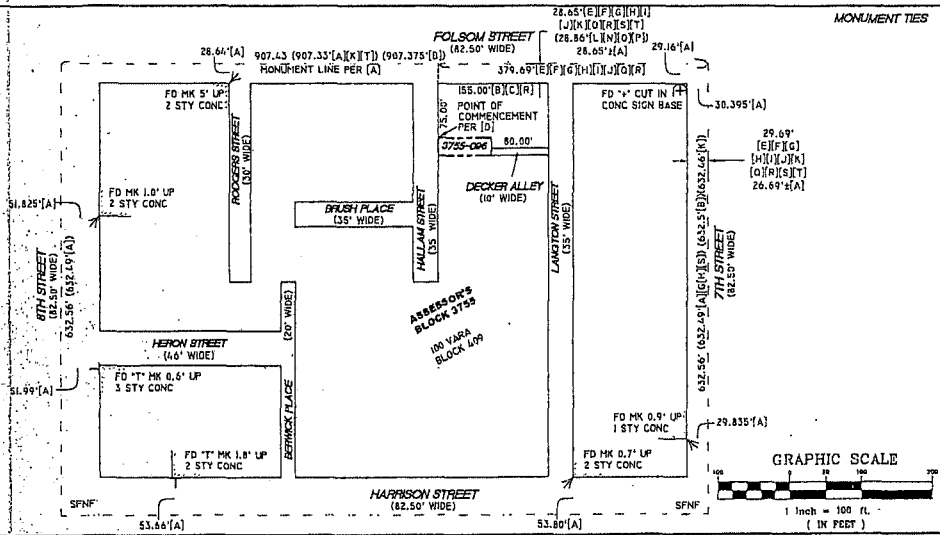 MONUMENT TIES
28.65'[E][F][G][H][I]
[J][K][O][R][S][T]
(28.86'[L][N][O][P])
28.65'±[A]
FOLSOM STREET
(82.50' WIDE)
28.64'[A]
907.43 (907.33'[A][K][T]) (907.375'[B])
MONUMENT LINE PER [A]
29.16'[A]
379.69'[E][F][G][H][I][J][Q][R]
155.00'[B][C][R]
FD MK 5' UP
2 STY CONC
75.00'
POINT OF
COMMENCEMENT
PER [D]
FD "+" CUT IN
CONC SIGN BASE
30.395'[A]
3755-096
80.00'
29.69'
[E][F][G]
[H][I][J][K]
[O][R][S][T]
26.69'±[A]
RODGERS STREET
(30' WIDE)
DECKER ALLEY
(10' WIDE)
FD MK 1.0' UP
2 STY CONC
51.825'[A]
BRUSH PLACE
(35' WIDE)
HALLAM STREET
(35' WIDE)
LANGTON STREET
(35' WIDE)
8TH STREET
(82.50' WIDE)
632.56' (632.49'[A])
7TH STREET
(82.50' WIDE)
632.56' (632.49'[A][G][H][S]) (632.5'[B])(632.46'[K])
ASSESSOR'S
BLOCK 3755
100 VARA
BLOCK 409
HERON STREET
(46' WIDE)
(20' WIDE)
BERWICK PLACE
FD "T" MK 0.6' UP
3 STY CONC
51.99'[A]
FD MK 0.9' UP
1 STY CONC
29.835'[A]
FD "T" MK 1.8' UP
2 STY CONC
FD MK 0.7' UP
2 STY CONC
SFNF
HARRISON STREET
(82.50' WIDE)
SFNF
53.66'[A]
53.80'[A]
GRAPHIC SCALE
100 0 50 100 200
1 Inch = 100 ft.
( IN FEET )